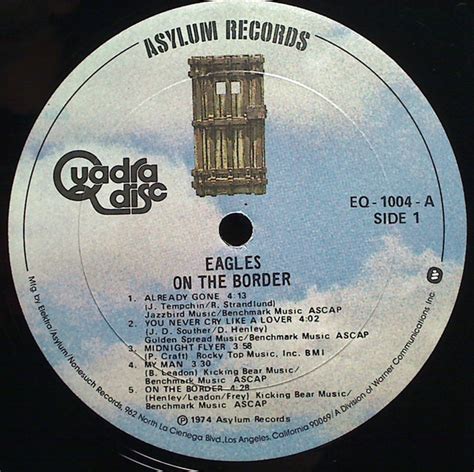 ASYLUM RECORDS
Quadra
disc
EQ-1004-A
SIDE 1
EAGLES
ON THE BORDER
1. ALREADY GONE 4:13
(J. Tempchin/R. Strandlund)
Jazzbird Music/Benchmark Music ASCAP
2. YOU NEVER CRY LIKE A LOVER 4:02
(J. D. Souther/D. Henley)
Golden Spread Music/Benchmark Music ASCAP
3. MIDNIGHT FLYER 3:58
(P. Craft) Rocky Top Music, Inc. BMI
4. MY MAN 3:30
(B. Leadon) Kicking Bear Music/
Benchmark Music ASCAP
5. ON THE BORDER 4:28
(Henley/Leadon/Frey) Kicking Bear Music/
Benchmark Music ASCAP
℗ 1974 Asylum Records
Mfg. by Elektra/Asylum/Nonesuch Records, 962 North La Cienega Blvd., Los Angeles, California 90069/A Division of Warner Communications Inc.